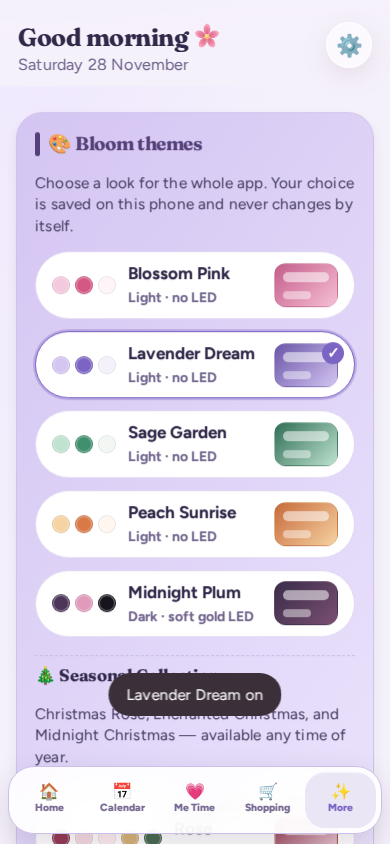 Good morning 🌸
Saturday 28 November
🎨 Bloom themes
Choose a look for the whole app. Your choice
is saved on this phone and never changes by
itself.
Blossom Pink
Light · no LED
Lavender Dream
Light · no LED
Sage Garden
Light · no LED
Peach Sunrise
Light · no LED
Midnight Plum
Dark · soft gold LED
🎄 Seasonal Collection
Lavender Dream on
Christmas Rose, Enchanted Christmas, and
Midnight Christmas — available any time of
year.
Rose
Home
Calendar
Me Time
Shopping
More